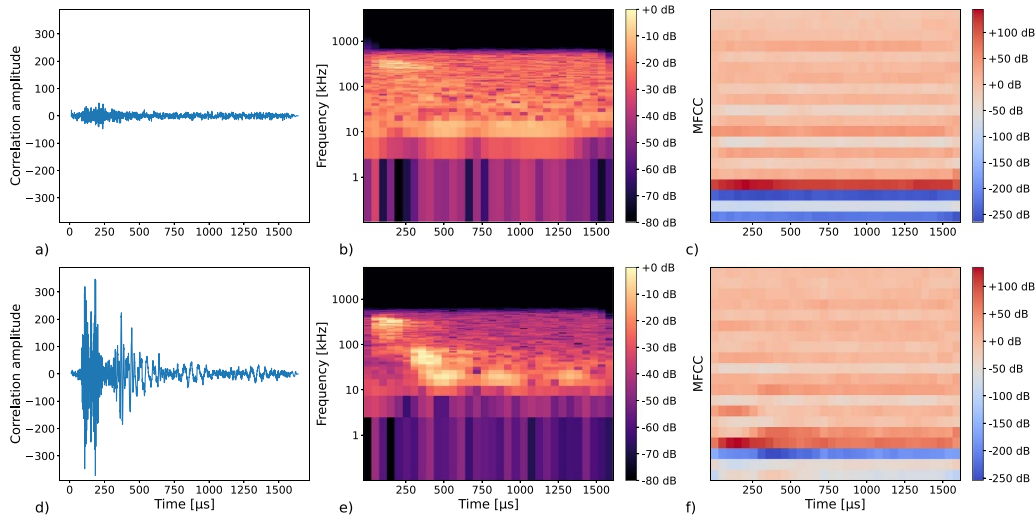 Correlation amplitude
300
200
100
0
−100
−200
−300
0 250 500 750 1000 1250 1500
a)
Frequency [kHz]
1000
100
10
1
250 500 750 1000 1250 1500
b)
+0 dB
-10 dB
-20 dB
-30 dB
-40 dB
-50 dB
-60 dB
-70 dB
-80 dB
MFCC
250 500 750 1000 1250 1500
c)
+100 dB
+50 dB
+0 dB
-50 dB
-100 dB
-150 dB
-200 dB
-250 dB
Correlation amplitude
300
200
100
0
−100
−200
−300
0 250 500 750 1000 1250 1500
Time [µs]
d)
Frequency [kHz]
1000
100
10
1
250 500 750 1000 1250 1500
Time [µs]
e)
+0 dB
-10 dB
-20 dB
-30 dB
-40 dB
-50 dB
-60 dB
-70 dB
-80 dB
MFCC
250 500 750 1000 1250 1500
Time [µs]
f)
+100 dB
+50 dB
+0 dB
-50 dB
-100 dB
-150 dB
-200 dB
-250 dB